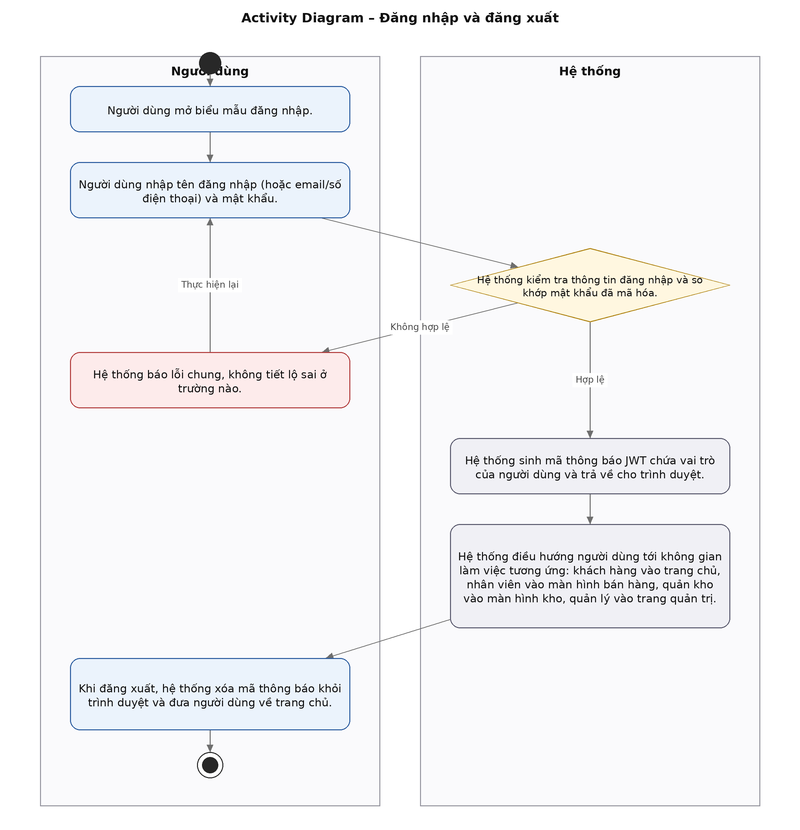 Activity Diagram – Đăng nhập và đăng xuất
Người dùng
Hệ thống
Người dùng mở biểu mẫu đăng nhập.
Người dùng nhập tên đăng nhập (hoặc email/số
điện thoại) và mật khẩu.
Hệ thống kiểm tra thông tin đăng nhập và so
khớp mật khẩu đã mã hóa.
Thực hiện lại
Không hợp lệ
Hệ thống báo lỗi chung, không tiết lộ sai ở
trường nào.
Hợp lệ
Hệ thống sinh mã thông báo JWT chứa vai trò
của người dùng và trả về cho trình duyệt.
Hệ thống điều hướng người dùng tới không gian
làm việc tương ứng: khách hàng vào trang chủ,
nhân viên vào màn hình bán hàng, quản kho
vào màn hình kho, quản lý vào trang quản trị.
Khi đăng xuất, hệ thống xóa mã thông báo khỏi
trình duyệt và đưa người dùng về trang chủ.